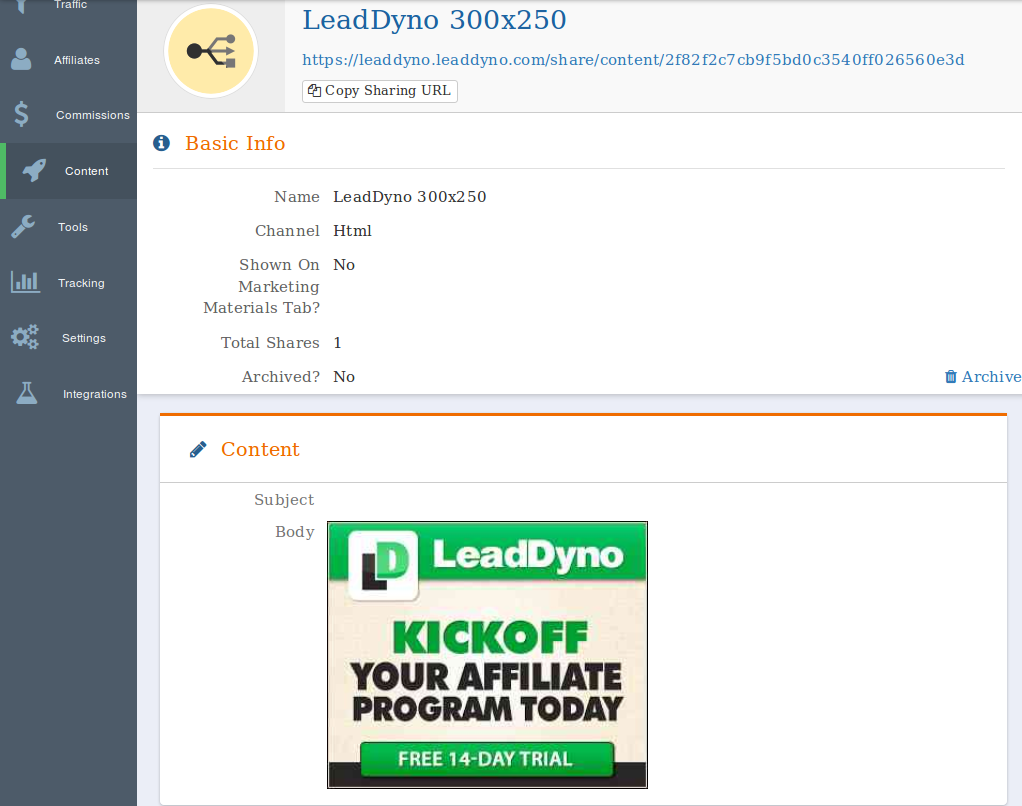 Traffic
Affiliates
Commissions
Content
Tools
Tracking
Settings
Integrations
LeadDyno 300x250
https://leaddyno.leaddyno.com/share/content/2f82f2c7cb9f5bd0c3540ff026560e3d
Copy Sharing URL
Basic Info
Name LeadDyno 300x250
Channel Html
Shown On No
Marketing
Materials Tab?
Total Shares 1
Archived? No Archive
Content
Subject
Body
LD LeadDyno
KICKOFF
YOUR AFFILIATE
PROGRAM TODAY
FREE 14-DAY TRIAL